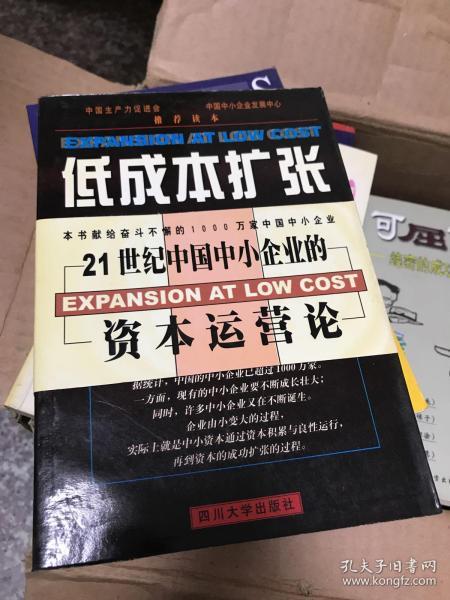 中国生产力促进会 中国中小企业发展中心
推荐读本
EXPANSION AT LOW COST
低成本扩张
本书献给奋斗不懈的1000万家中国中小企业
21世纪中国中小企业的
EXPANSION AT LOW COST
资本运营论
据统计，中国的中小企业已超过1000万家。
一方面，现有的中小企业要不断成长壮大；
同时，许多中小企业又在不断诞生。
企业由小变大的过程，
实际上就是中小资本通过资本积累与良性运行，
再到资本的成功扩张的过程。
四川大学出版社
S
可屈
孔夫子旧书网
www.kongfz.com